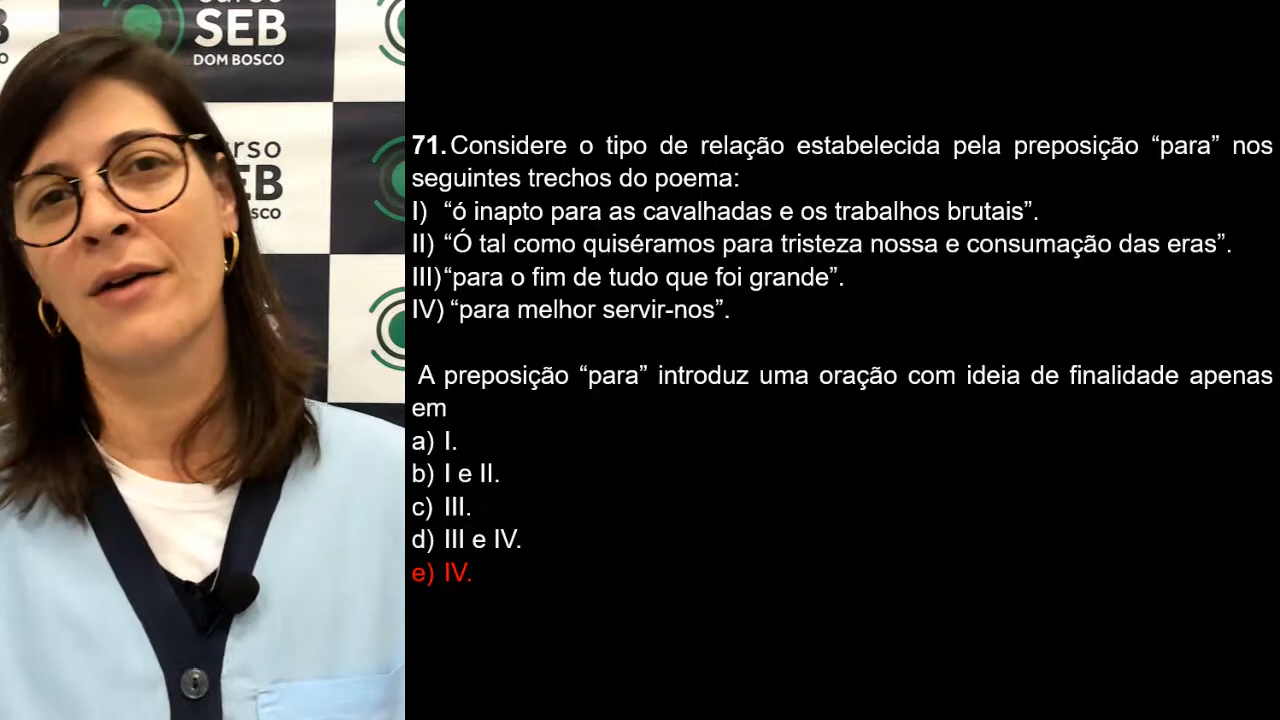 SEB
DOM BOSCO
71. Considere o tipo de relação estabelecida pela preposição “para” nos
seguintes trechos do poema:
I) “ó inapto para as cavalhadas e os trabalhos brutais”.
II) “Ó tal como quiséramos para tristeza nossa e consumação das eras”.
III) “para o fim de tudo que foi grande”.
IV) “para melhor servir-nos”.
A preposição “para” introduz uma oração com ideia de finalidade apenas
em
a) I.
b) I e II.
c) III.
d) III e IV.
e) IV.